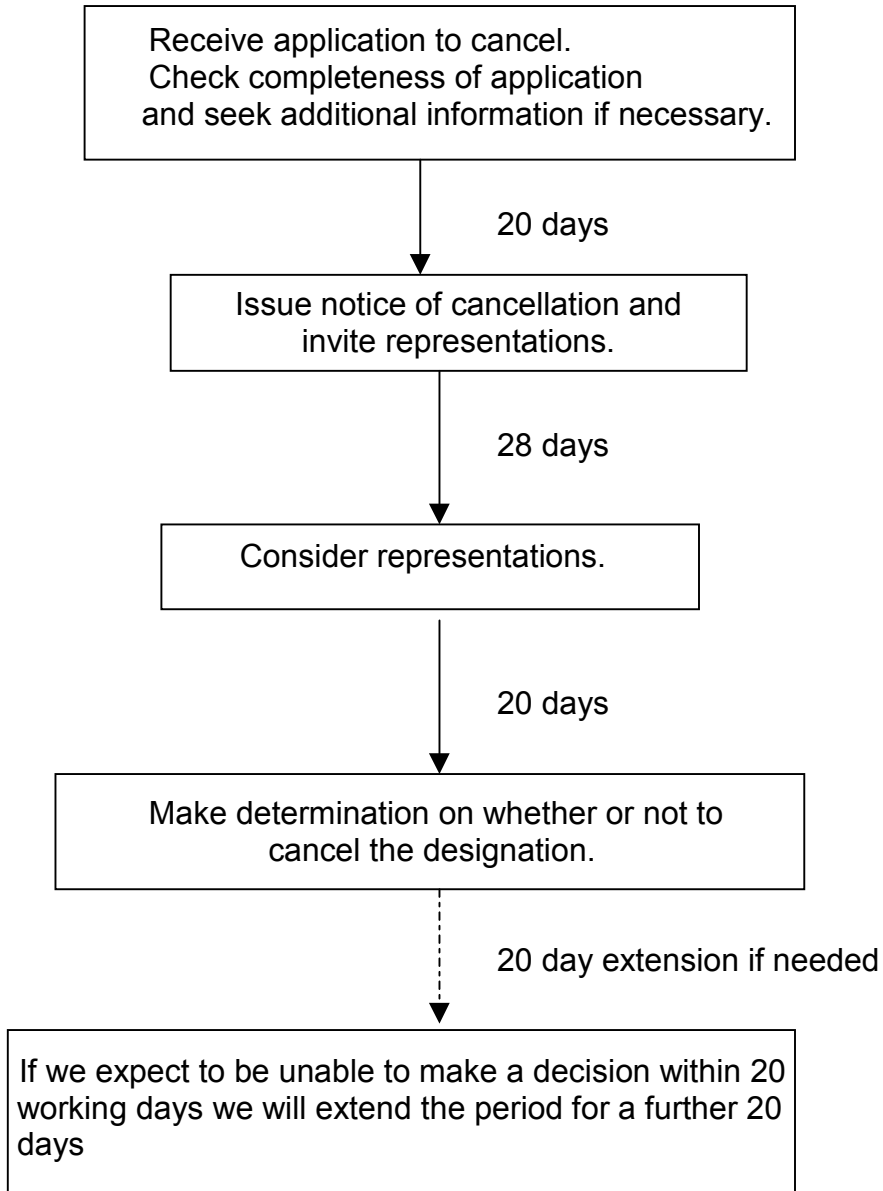 Receive application to cancel.
Check completeness of application
and seek additional information if necessary.
20 days
Issue notice of cancellation and
invite representations.
28 days
Consider representations.
20 days
Make determination on whether or not to
cancel the designation.
20 day extension if needed
If we expect to be unable to make a decision within 20
working days we will extend the period for a further 20
days